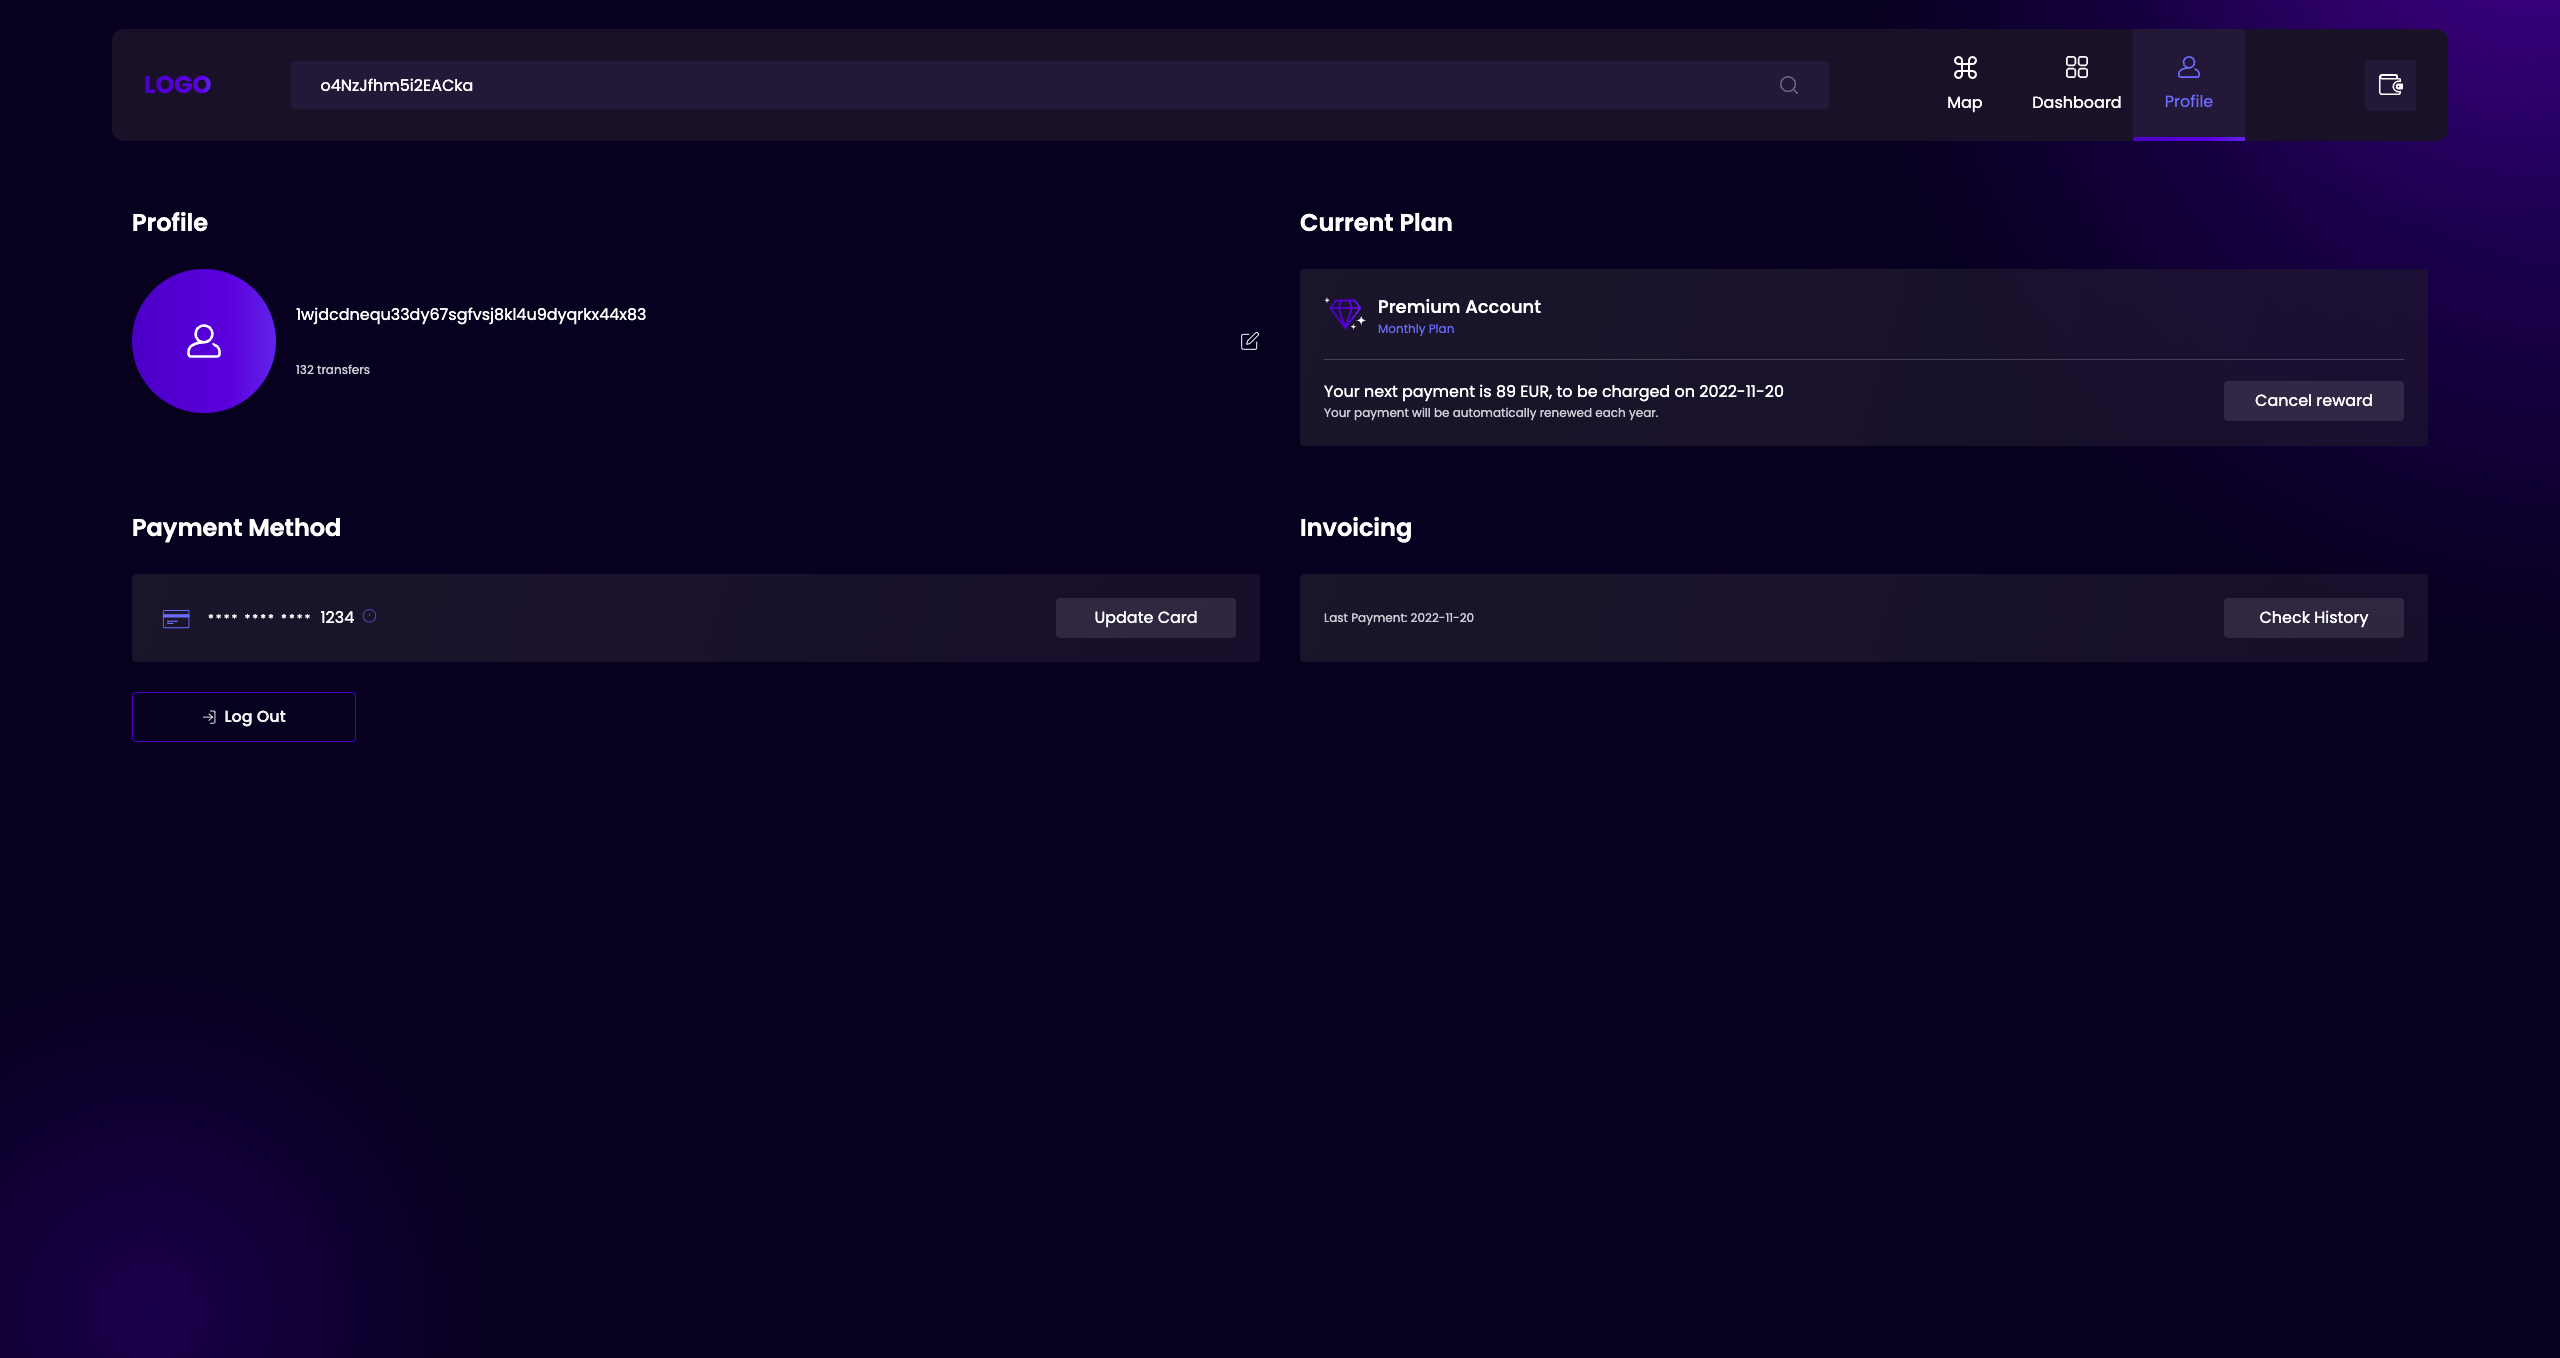 LOGO
o4NzJfhm5i2EACka
Map
Dashboard
Profile
Profile
1wjdcdnequ33dy67sgfvsj8kl4u9dyqrkx44x83
132 transfers
Current Plan
Premium Account
Monthly Plan
Your next payment is 89 EUR, to be charged on 2022-11-20
Your payment will be automatically renewed each year.
Cancel reward
Payment Method
**** **** **** 1234
Update Card
Invoicing
Last Payment: 2022-11-20
Check History
Log Out